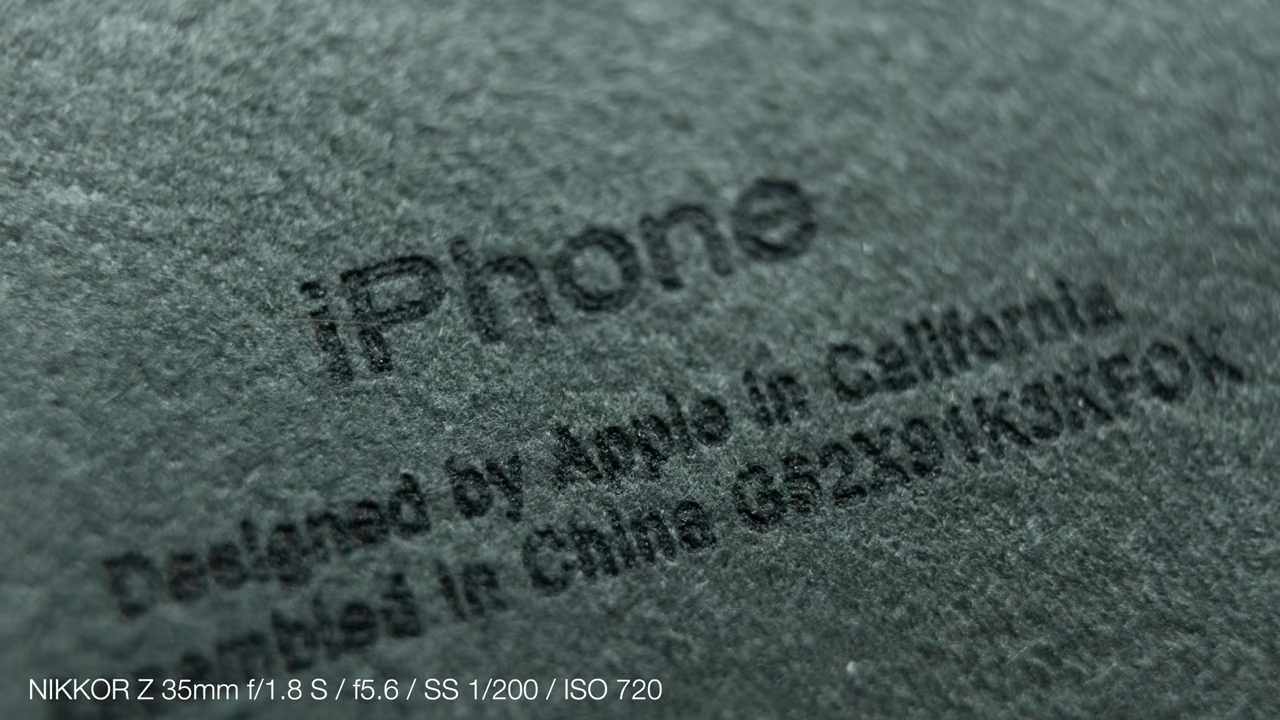 iPhone
Designed by Apple in California
sembled in China
NIKKOR Z 35mm f/1.8 S / f5.6 / SS 1/200 / ISO 720